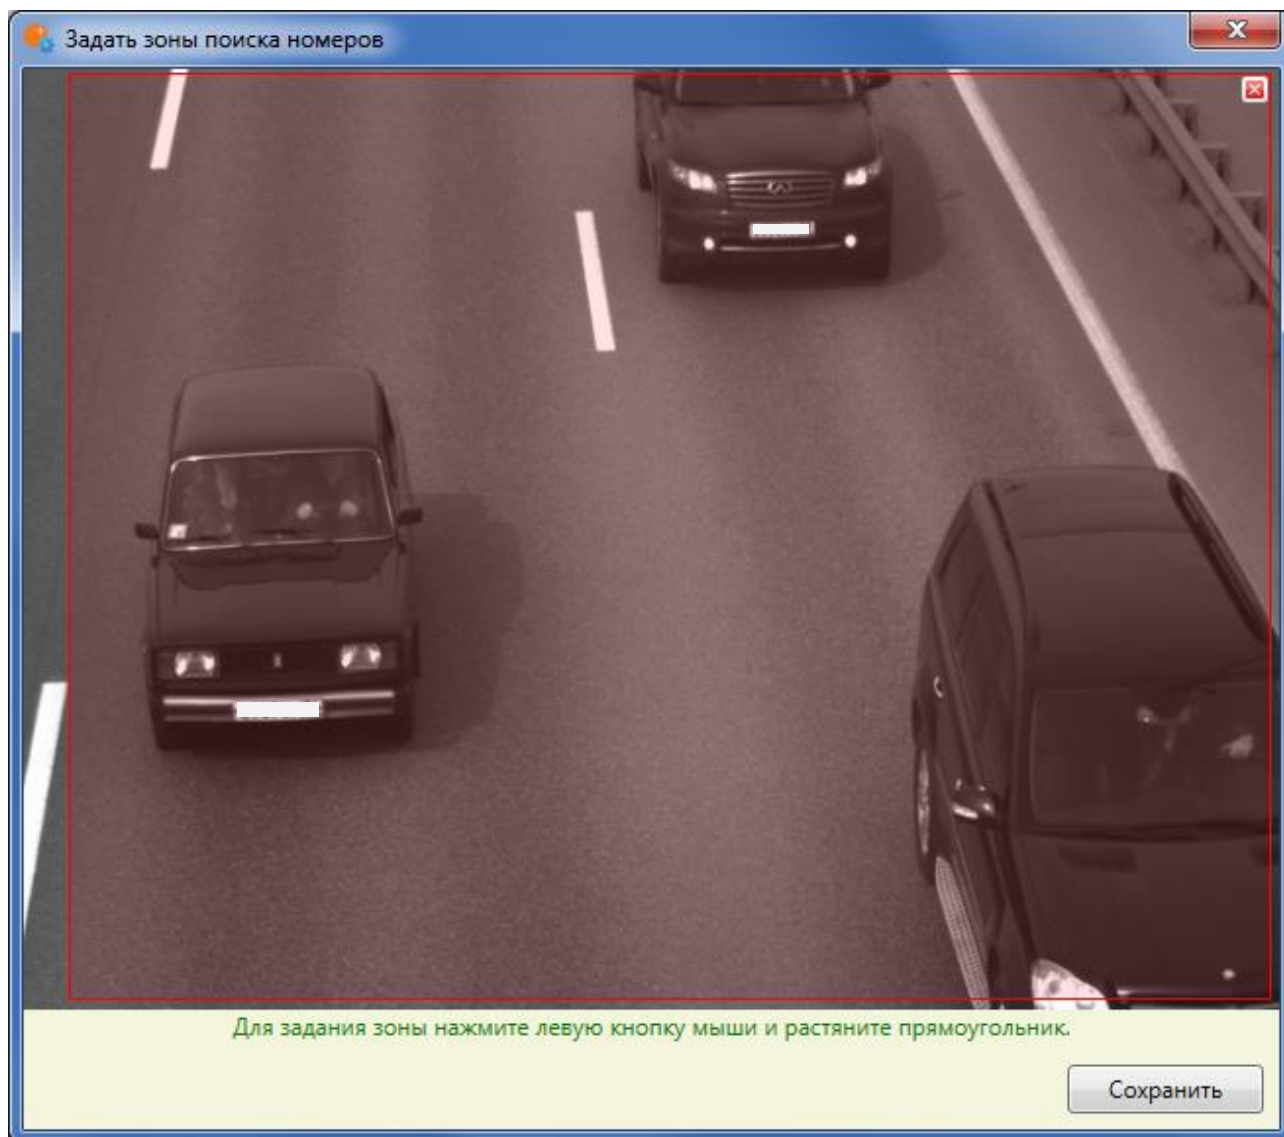 Задать зоны поиска номеров
Для задания зоны нажмите левую кнопку мыши и растяните прямоугольник.
Сохранить